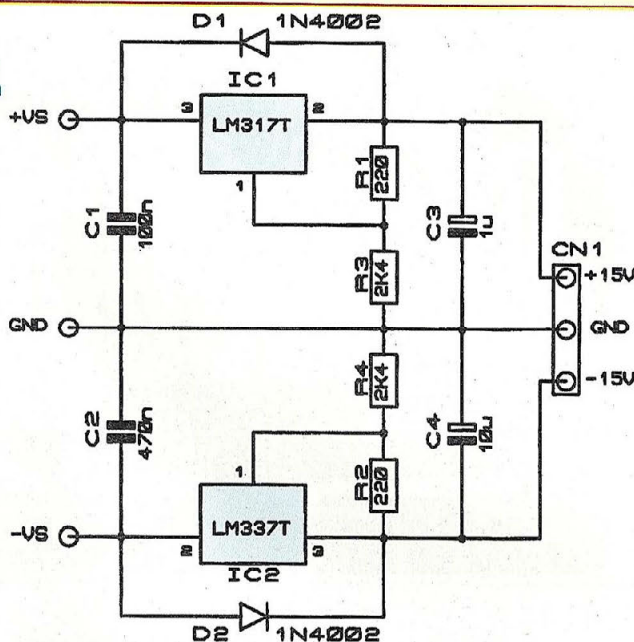 D1 1N4002
IC1
+VS
3
LM317T
2
1
R1
220
C1
100n
R3
2K4
C3
1u
CN1
+15V
GND
GND
R4
2K4
-15V
C2
470n
C4
10u
1
R2
220
-VS
2
LM337T
3
IC2
D2 1N4002